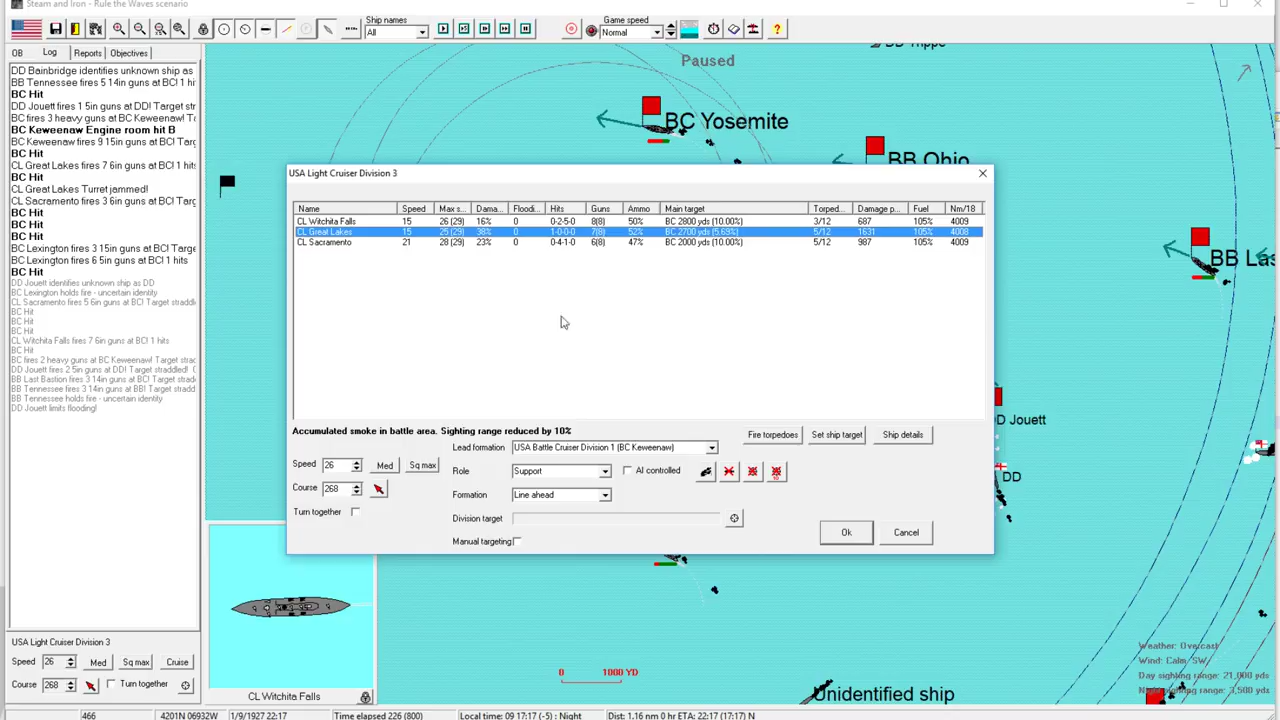 Steam and Iron - Rule the Waves scenario
Ship names
All
Game speed
Normal
OB Log Reports Objectives
DD Bainbridge identifies unknown ship as
BB Tennessee fires 5 14in guns at BC! 1 hi
BC Hit
DD Jouett fires 1 5in guns at DD! Target st
BC fires 3 heavy guns at BC Keweenaw! Ta
BC Keweenaw Engine room hit B
BC Keweenaw fires 9 15in guns at BC! Targ
BC Hit
CL Great Lakes fires 7 6in guns at BC! 1 hits
BC Hit
CL Great Lakes Turret jammed!
CL Sacramento fires 3 6in guns at BC! Targ
BC Hit
BC Hit
BC Hit
BC Lexington fires 3 15in guns at BC! Targ
BC Lexington fires 6 5in guns at BC! 1 hits
BC Hit
DD Jouett identifies unknown ship as DD
BC Lexington holds fire - uncertain identity
CL Sacramento fires 5 6in guns at BC! Target straddle
BC Hit
BC Hit
BC Hit
CL Witchita Falls fires 7 6in guns at BC! 1 hits
BC Hit
BC fires 2 heavy guns at BC Keweenaw! Target strad
DD Jouett fires 2 5in guns at DD! Target straddled!
BB Last Bastion fires 3 14in guns at BC! Target stradd
BB Tennessee fires 3 14in guns at BB! Target straddl
BB Tennessee holds fire - uncertain identity
DD Jouett limits flooding!
USA Light Cruiser Division 3
Speed 26 Med Sq max Cruise
Course 268 Turn together
Paused
BB Trippe
BC Yosemite
BB Ohio
BB Las
DD Jouett
DD
Unidentified ship
USA Light Cruiser Division 3
Name Speed Max s... Dama... Floodi... Hits Guns Ammo Main target Torped... Damage p... Fuel Nm/18
CL Witchita Falls 15 26 (29) 16% 0 0-2-5-0 8(8) 50% BC 2800 yds (10.00%) 3/12 687 105% 4009
CL Great Lakes 15 25 (29) 38% 0 1-0-0-0 7(8) 52% BC 2700 yds (5.69%) 5/12 1631 105% 4008
CL Sacramento 21 28 (29) 23% 0 0-4-1-0 6(8) 47% BC 2000 yds (10.00%) 5/12 987 105% 4009
Accumulated smoke in battle area. Sighting range reduced by 10%
Fire torpedoes Set ship target Ship details
Lead formation USA Battle Cruiser Division 1 (BC Keweenaw)
Speed 26 Med Sq max
Role Support AI controlled
Course 268
Formation Line ahead
Turn together
Division target
Manual targeting
Ok Cancel
CL Witchita Falls
0 1000 YD
Weather: Overcast
Wind: Calm SW
Day sighting range: 21,000 yds
Night sighting range: 3,500 yds
466 4201N 06932W 1/9/1927 22:17 Time elapsed 226 (800) Local time: 09 17:17 (-5) : Night Dist: 1.16 nm 0 hr ETA: 22:17 (17:17) N